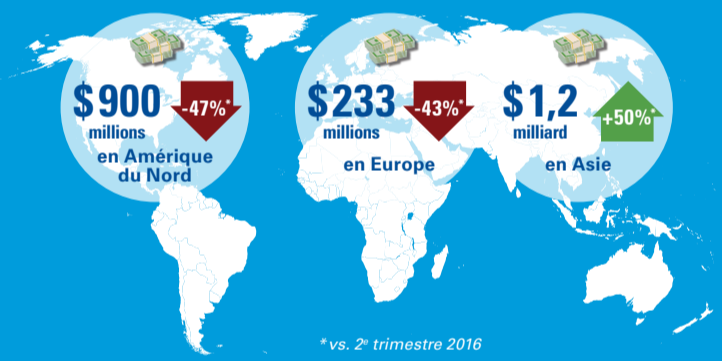 $900
millions
-47%*
en Amérique
du Nord
$233
millions
-43%*
en Europe
$1,2
milliard
+50%*
en Asie
*vs. 2e trimestre 2016